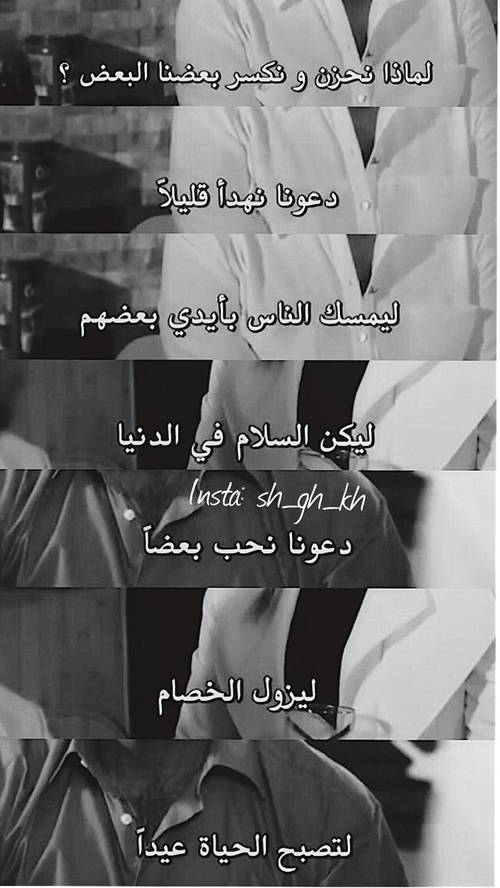 لماذا نحزن و نكسر بعضنا البعض ؟
دعونا نهدأ قليلاً
ليمسك الناس بأيدي بعضهم
ليكن السلام في الدنيا
Insta: sh_gh_kh
دعونا نحب بعضاً
ليزول الخصام
لتصبح الحياة عيداً